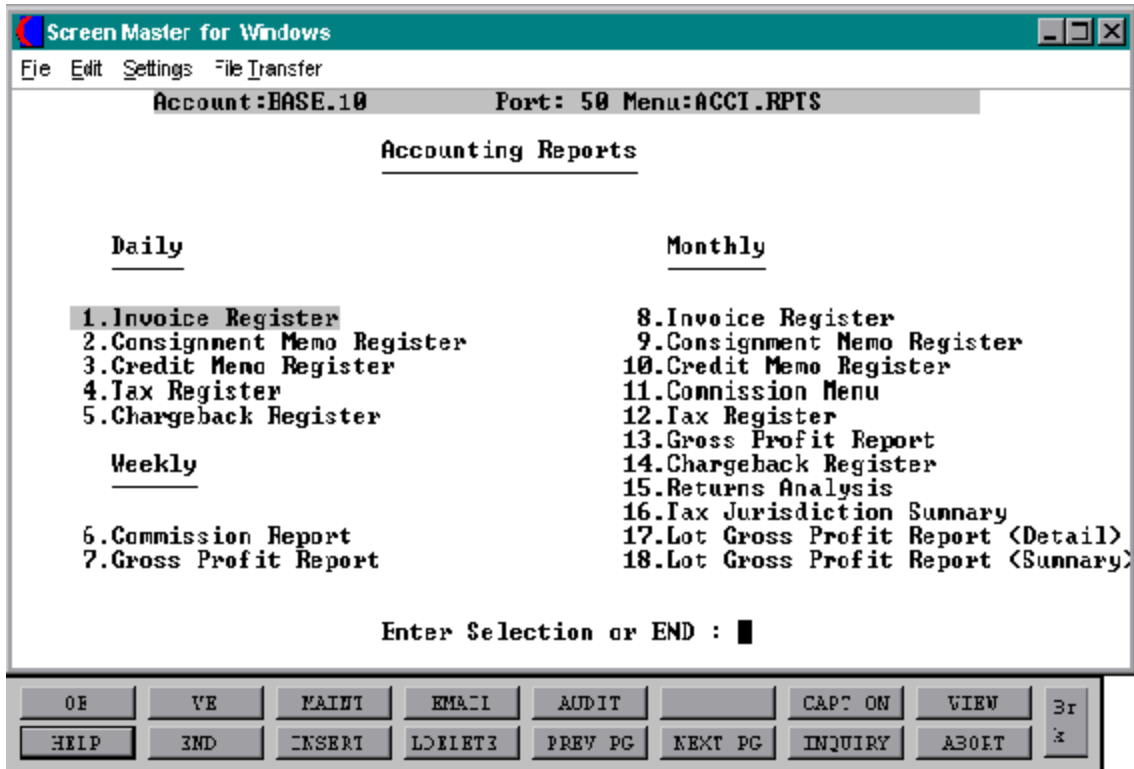 Screen Master for Windows
File Edit Settings File Transfer
Account:BASE.10 Port: 50 Menu:ACCT.RPTS
Accounting Reports
Daily Monthly
1.Invoice Register 8.Invoice Register
2.Consignment Memo Register 9.Consignment Memo Register
3.Credit Memo Register 10.Credit Memo Register
4.Tax Register 11.Commission Menu
5.Chargeback Register 12.Tax Register
13.Gross Profit Report
Weekly 14.Chargeback Register
15.Returns Analysis
16.Tax Jurisdiction Summary
6.Commission Report 17.Lot Gross Profit Report (Detail)
7.Gross Profit Report 18.Lot Gross Profit Report (Summary)
Enter Selection or END :
OE VE MAINT EMAIL AUDIT CAPT ON VIEW Br
HELP END INSERT LDELETE PREV PG NEXT PG INQUIRY ABORT k